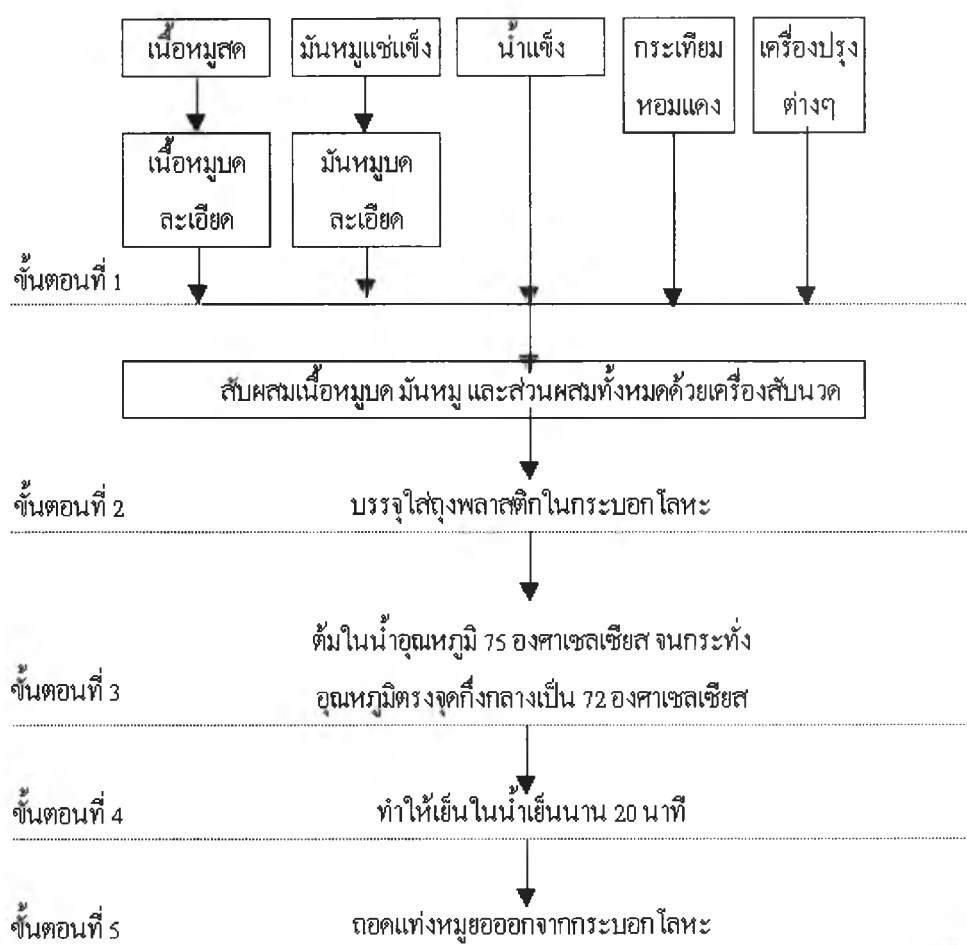 เนื้อหมูสด
มันหมูแช่แข็ง
น้ำแข็ง
กระเทียม
หอมแดง
เครื่องปรุง
ต่างๆ
เนื้อหมูบด
ละเอียด
มันหมูบด
ละเอียด
ขั้นตอนที่ 1
สับผสมเนื้อหมูบด มันหมู และส่วนผสมทั้งหมดด้วยเครื่องสับนวด
ขั้นตอนที่ 2
บรรจุใส่ถุงพลาสติกในกระบอกโลหะ
ต้มในน้ำอุณหภูมิ 75 องศาเซลเซียส จนกระทั่ง
ขั้นตอนที่ 3
อุณหภูมิตรงจุดกึ่งกลางเป็น 72 องศาเซลเซียส
ขั้นตอนที่ 4
ทำให้เย็นในน้ำเย็นนาน 20 นาที
ขั้นตอนที่ 5
ถอดแท่งหมูยอออกจากกระบอกโลหะ